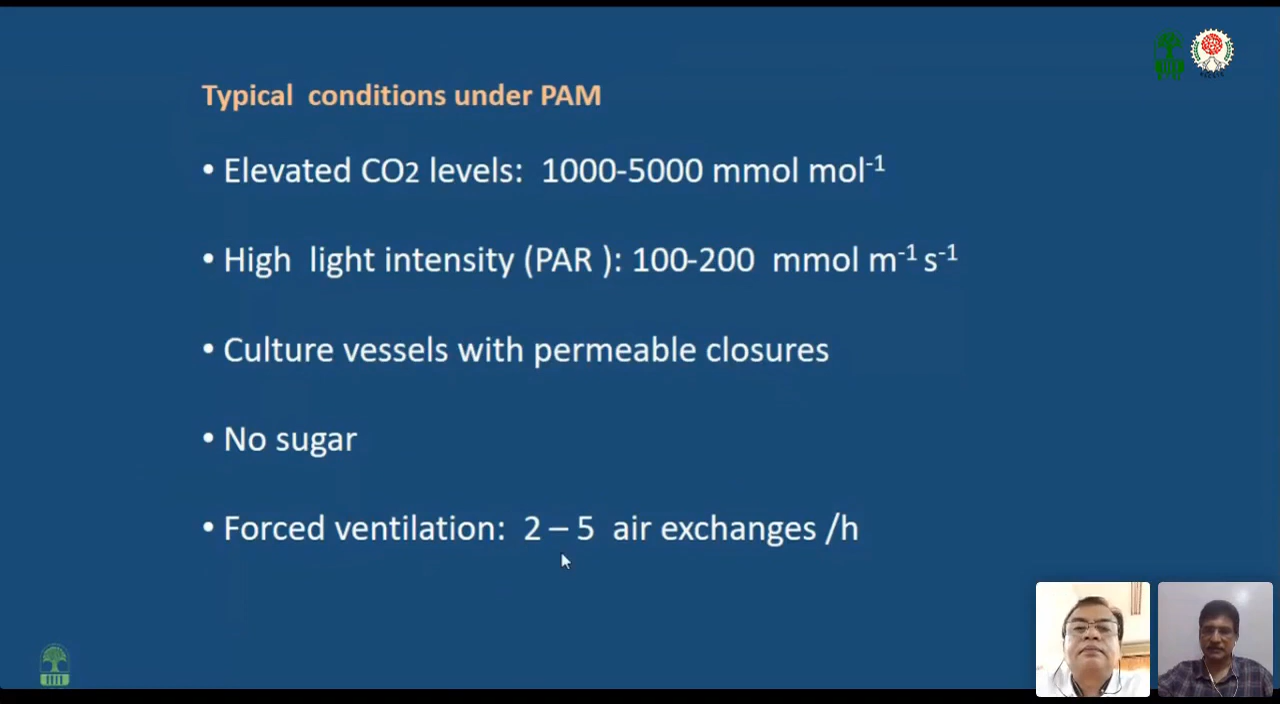 Typical conditions under PAM
• Elevated CO2 levels: 1000-5000 mmol mol-1
• High light intensity (PAR ): 100-200 mmol m-1 s-1
• Culture vessels with permeable closures
• No sugar
• Forced ventilation: 2 – 5 air exchanges /h